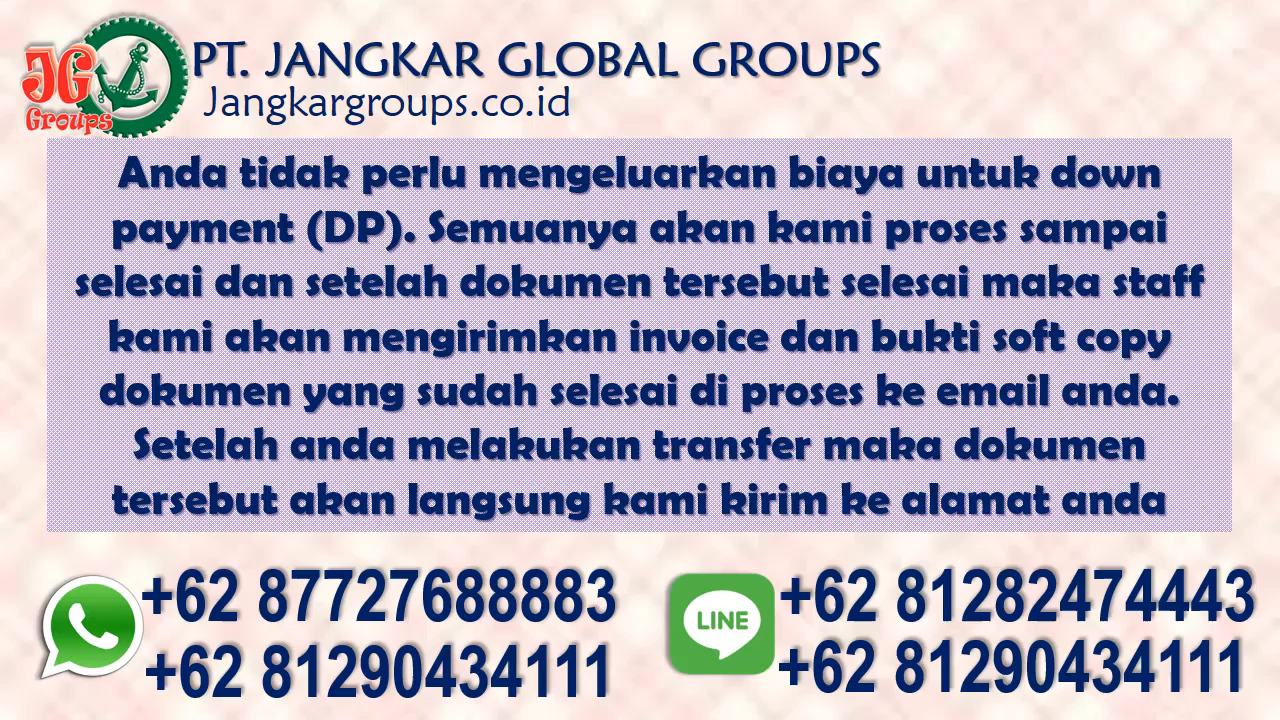 JG
Groups
PT. JANGKAR GLOBAL GROUPS
Jangkargroups.co.id
Anda tidak perlu mengeluarkan biaya untuk down
payment (DP). Semuanya akan kami proses sampai
selesai dan setelah dokumen tersebut selesai maka staff
kami akan mengirimkan invoice dan bukti soft copy
dokumen yang sudah selesai di proses ke email anda.
Setelah anda melakukan transfer maka dokumen
tersebut akan langsung kami kirim ke alamat anda
+62 87727688883
+62 81290434111
LINE
+62 81282474443
+62 81290434111